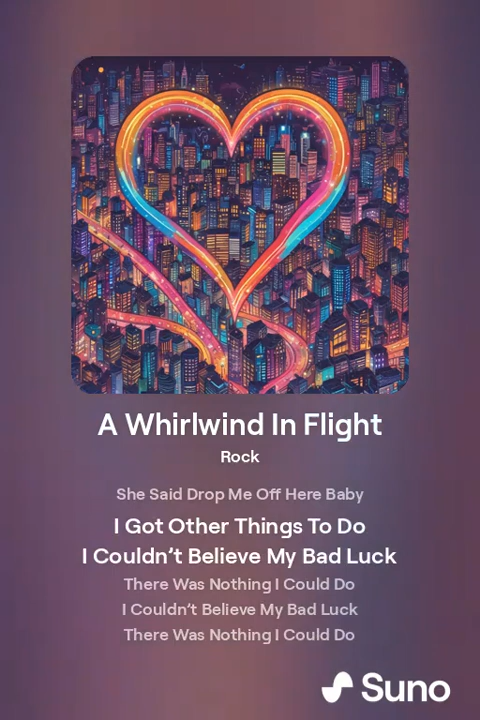 A Whirlwind In Flight
Rock
She Said Drop Me Off Here Baby
I Got Other Things To Do
I Couldn't Believe My Bad Luck
There Was Nothing I Could Do
I Couldn't Believe My Bad Luck
There Was Nothing I Could Do
Suno